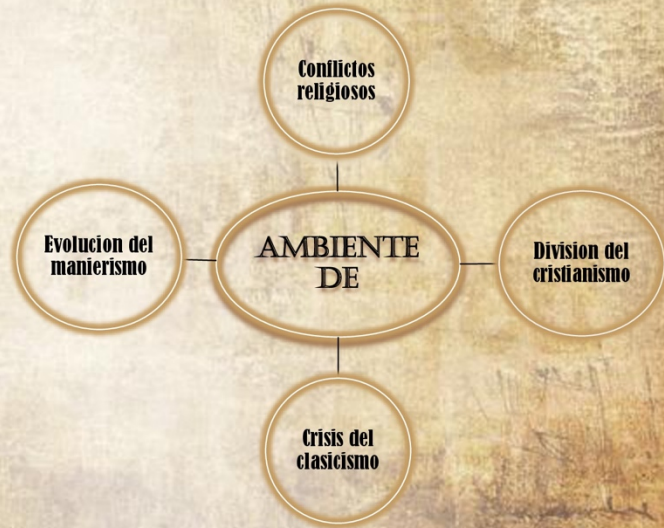 Conflictos
religiosos
Evolucion del
manierismo
AMBIENTE
DE
Division del
cristianismo
Crisis del
clasicismo